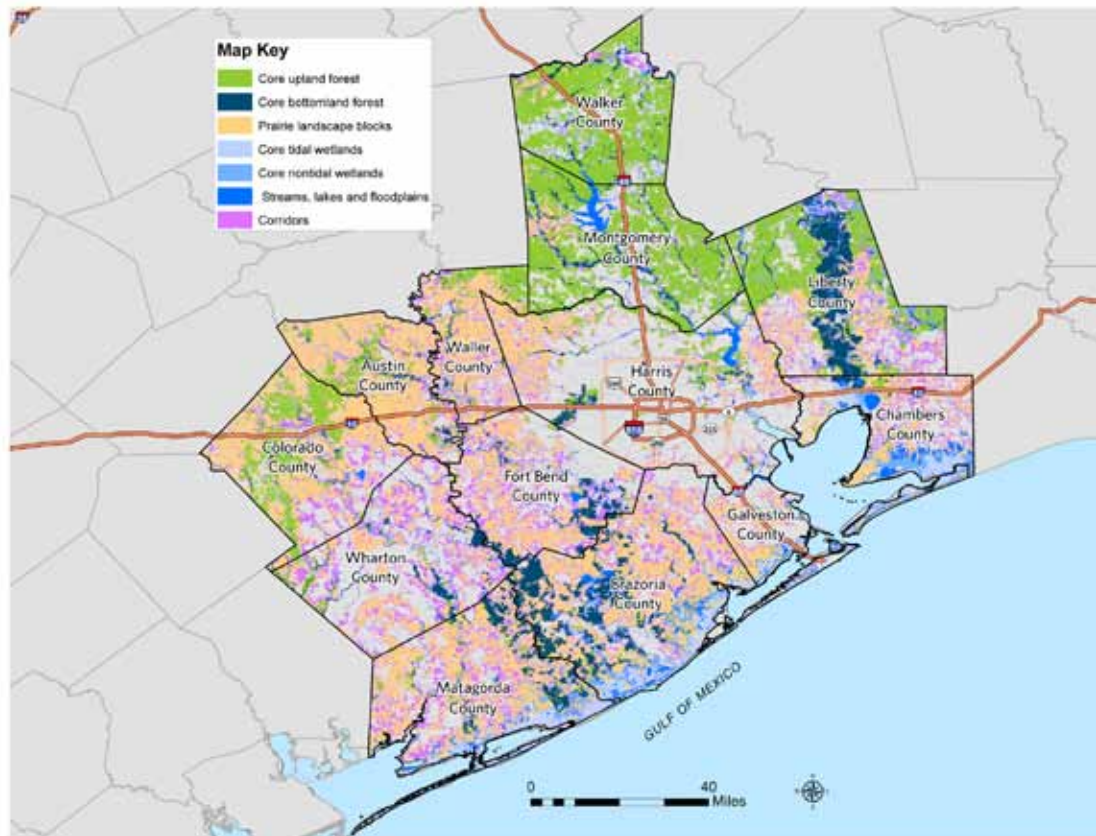 Map Key
Core upland forest
Core bottomland forest
Prairie landscape blocks
Core tidal wetlands
Core nontidal wetlands
Streams, lakes and floodplains
Corridors
Walker
County
Montgomery
County
Liberty
County
Waller
County
Austin
County
Harris
County
Chambers
County
Colorado
County
Fort Bend
County
Galveston
County
Wharton
County
Brazoria
County
Matagorda
County
GULF OF MEXICO
0
40
Miles